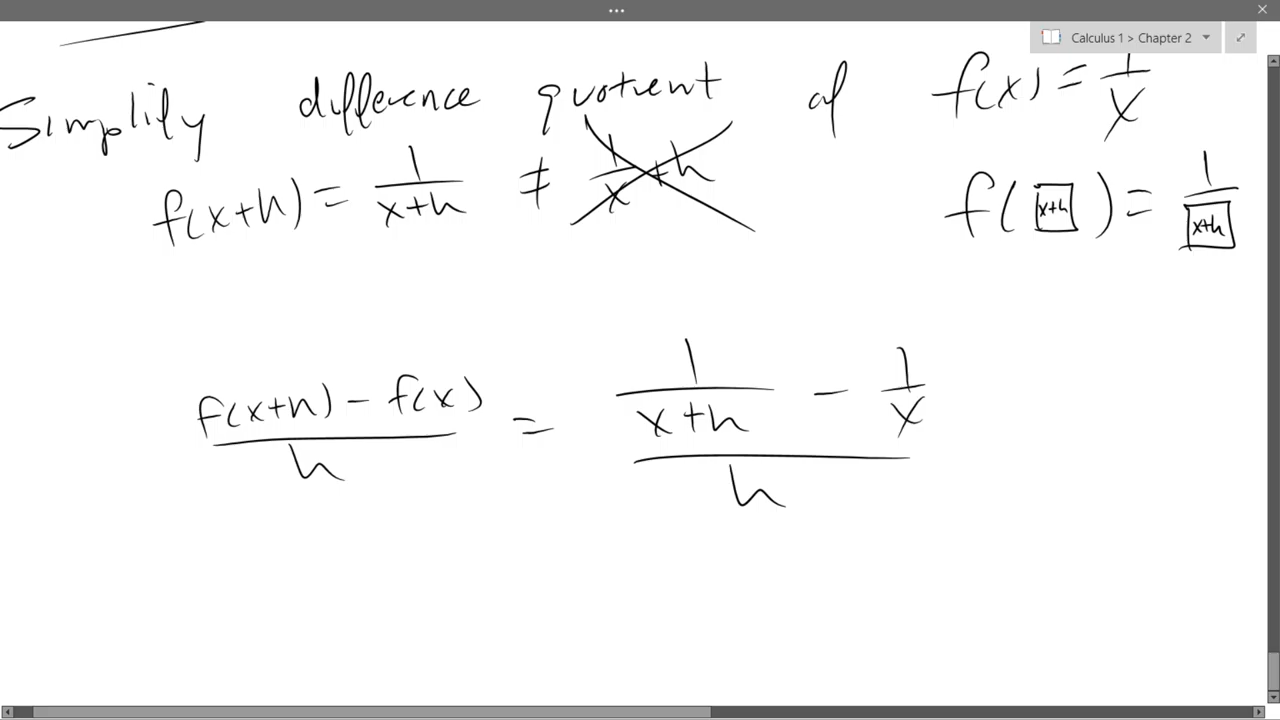 Calculus 1 > Chapter 2
Simplify difference quotient of f(x) = 1/x
f(x+h) = 1/(x+h) ≠ 1/x + h
f( x+h ) = 1/(x+h)
(f(x+h) - f(x))/h = (1/(x+h) - 1/x)/h